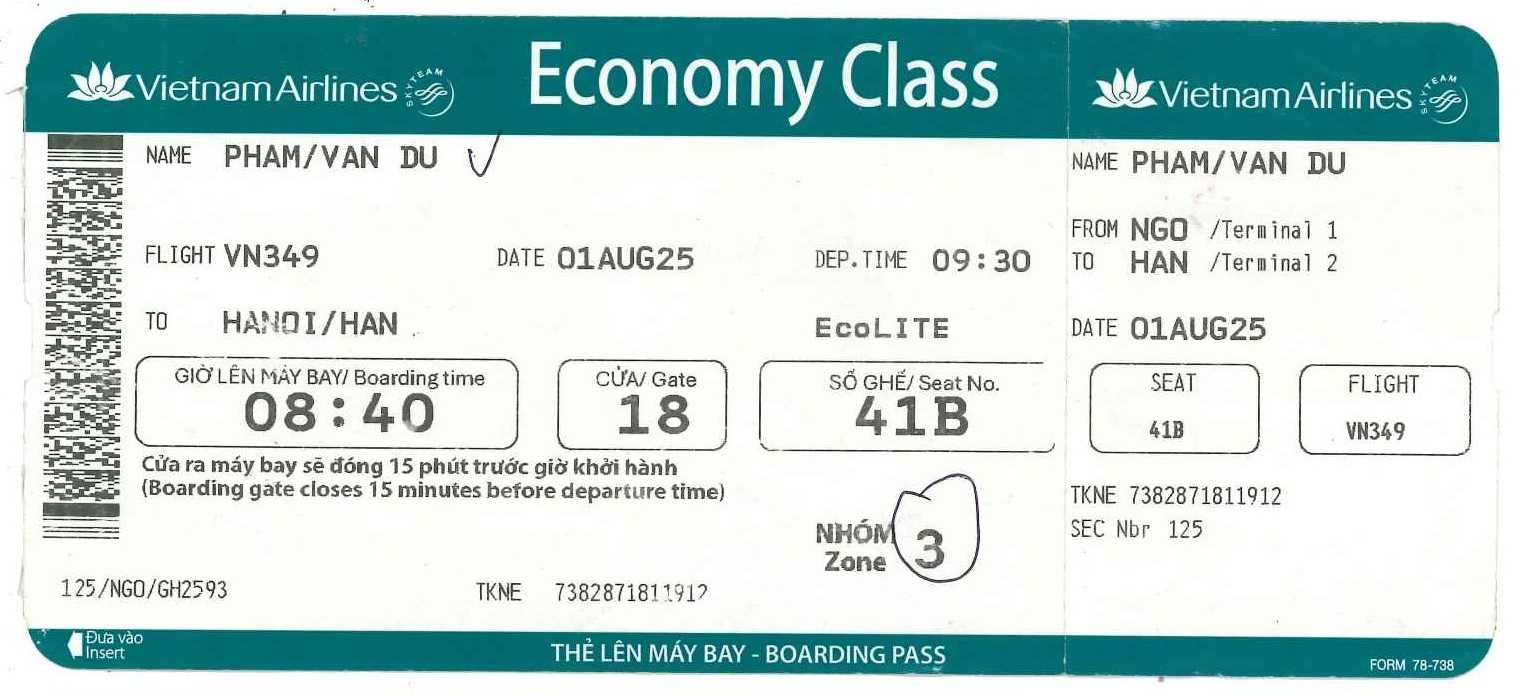 Vietnam Airlines SKYTEAM
Economy Class
NAME PHAM/VAN DU
FLIGHT VN349 DATE 01AUG25 DEP.TIME 09:30
TO HANOI/HAN EcoLITE
GIỜ LÊN MÁY BAY/ Boarding time
08:40
CỬA/ Gate
18
SỐ GHẾ/ Seat No.
41B
Cửa ra máy bay sẽ đóng 15 phút trước giờ khởi hành
(Boarding gate closes 15 minutes before departure time)
NHÓM
Zone 3
125/NGO/GH2593 TKNE 7382871811912
Đưa vào
Insert
THẺ LÊN MÁY BAY - BOARDING PASS
Vietnam Airlines SKYTEAM
NAME PHAM/VAN DU
FROM NGO /Terminal 1
TO HAN /Terminal 2
DATE 01AUG25
SEAT
41B
FLIGHT
VN349
TKNE 7382871811912
SEC Nbr 125
FORM 78-738